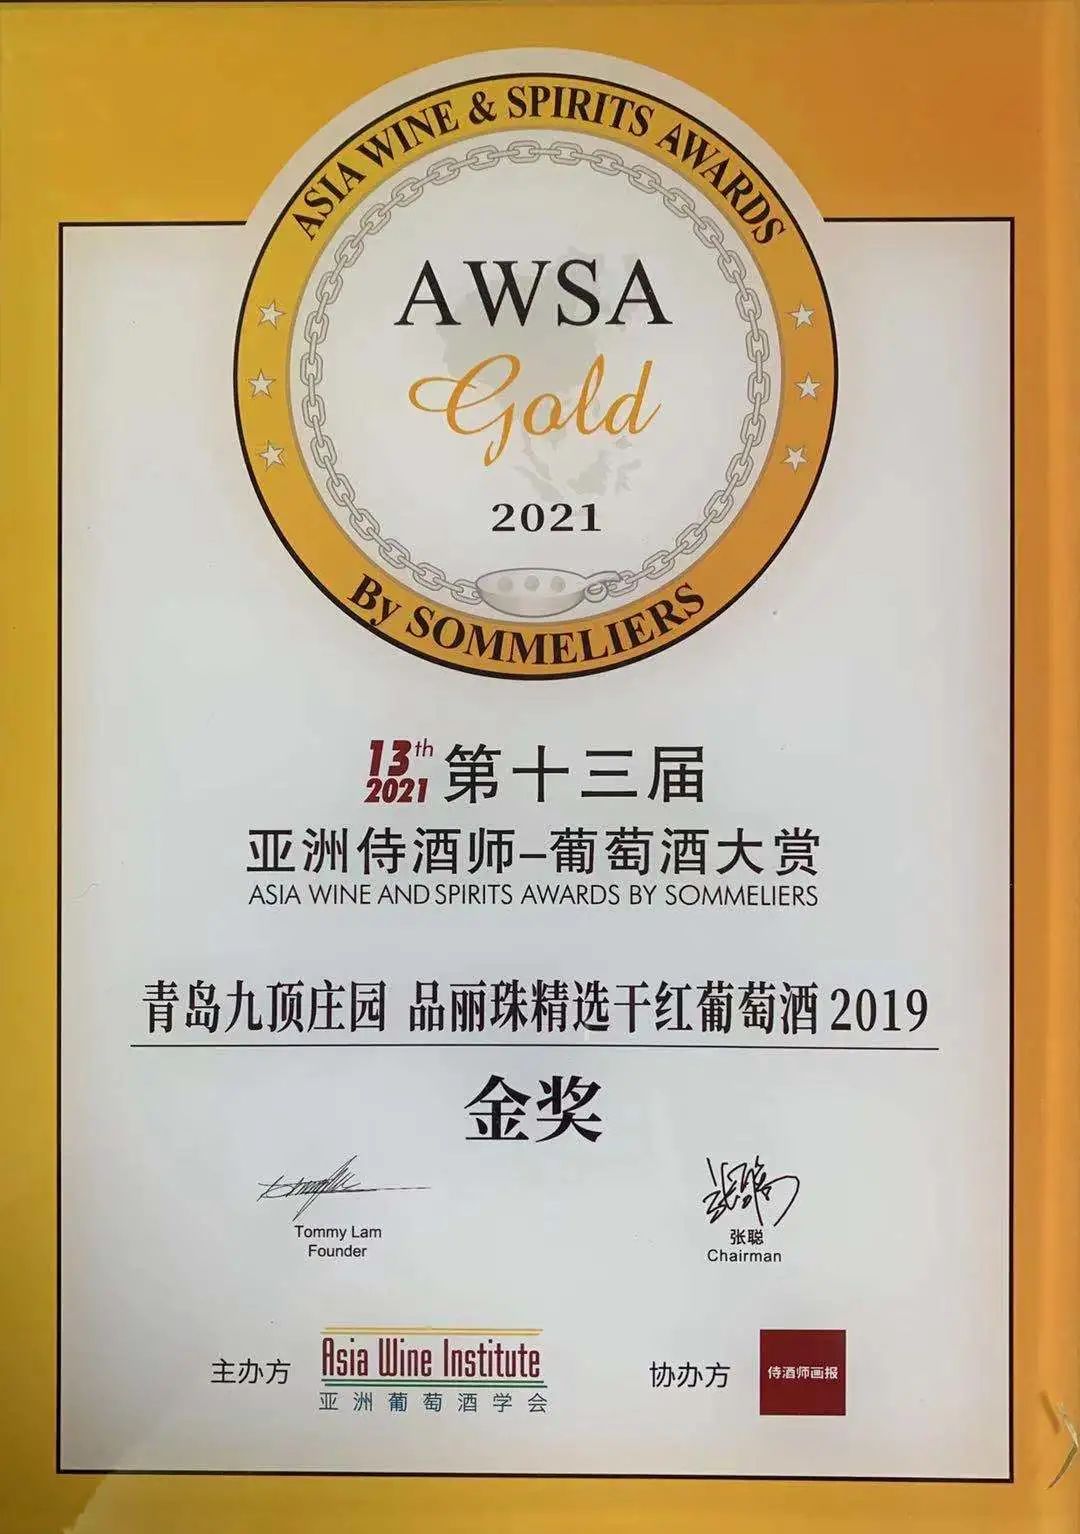 ASIA WINE & SPIRITS AWARDS
AWSA
Gold
2021
By SOMMELIERS
13th 2021 第十三届
亚洲侍酒师-葡萄酒大赏
ASIA WINE AND SPIRITS AWARDS BY SOMMELIERS
青岛九顶庄园 品丽珠精选干红葡萄酒2019
金奖
Tommy Lam
Founder
张聪
Chairman
主办方
Asia Wine Institute
亚洲葡萄酒学会
协办方
侍酒师画报